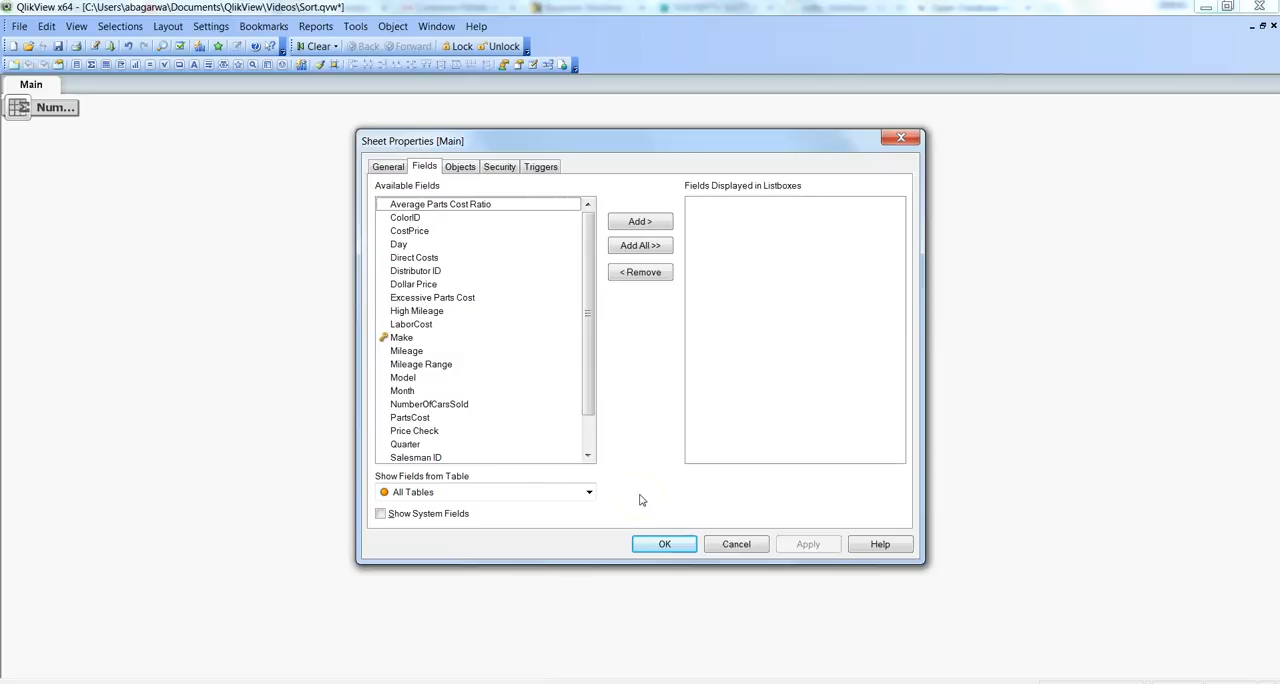 QlikView x64 - [C:\Users\abagarwa\Documents\QlikView\Videos\Sort.qvw*]
File Edit View Selections Layout Settings Bookmarks Reports Tools Object Window Help
Clear Back Forward Lock Unlock
Main
Num...
Sheet Properties [Main]
General Fields Objects Security Triggers
Available Fields
Fields Displayed in Listboxes
Average Parts Cost Ratio
ColorID
CostPrice
Day
Direct Costs
Distributor ID
Dollar Price
Excessive Parts Cost
High Mileage
LaborCost
Make
Mileage
Mileage Range
Model
Month
NumberOfCarsSold
PartsCost
Price Check
Quarter
Salesman ID
Add >
Add All >>
< Remove
Show Fields from Table
All Tables
Show System Fields
OK Cancel Apply Help